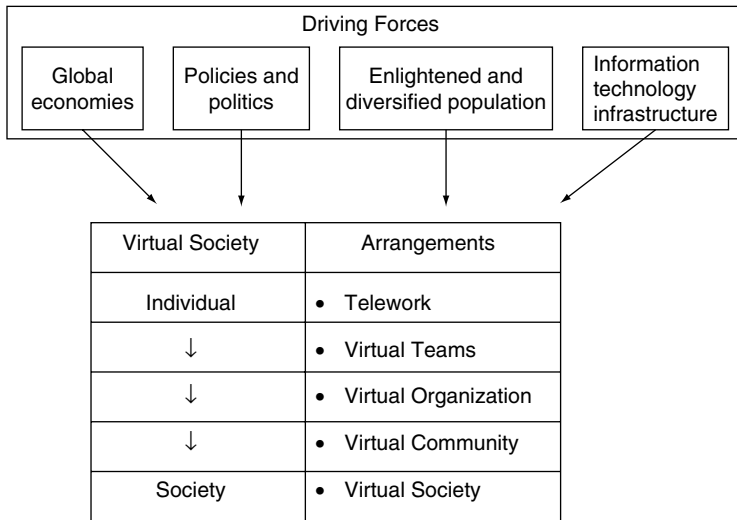 Driving Forces
Global
economies
Policies and
politics
Enlightened and
diversified population
Information
technology
infrastructure
Virtual Society
Arrangements
Individual
• Telework
↓
• Virtual Teams
↓
• Virtual Organization
↓
• Virtual Community
Society
• Virtual Society